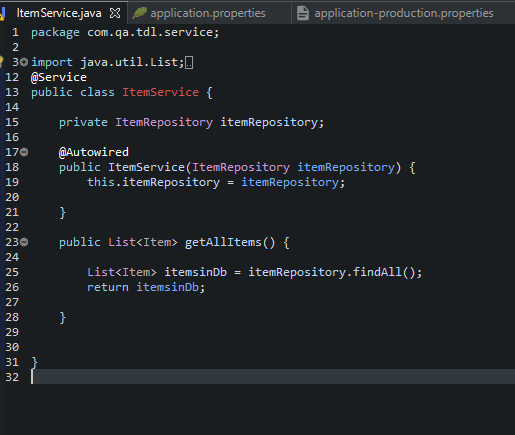 ItemService.java application.properties application-production.properties
1 package com.qa.tdl.service;
2
3 import java.util.List;
12 @Service
13 public class ItemService {
14
15     private ItemRepository itemRepository;
16
17     @Autowired
18     public ItemService(ItemRepository itemRepository) {
19         this.itemRepository = itemRepository;
20
21     }
22
23     public List<Item> getAllItems() {
24
25         List<Item> itemsinDb = itemRepository.findAll();
26         return itemsinDb;
27
28     }
29
30
31 }
32